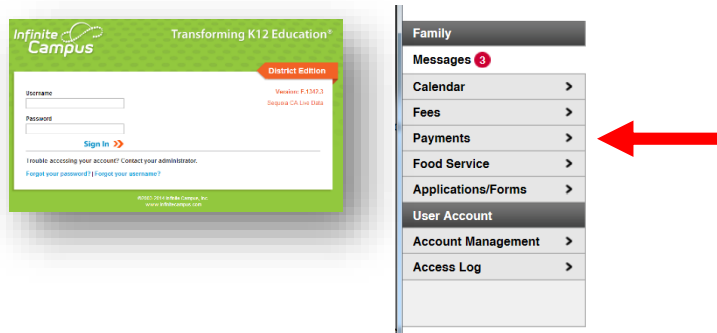 Infinite
Campus
Transforming K12 Education®
District Edition
Version: E.1342.3
Sequoia CA Live Data
Username
Password
Sign In
Trouble accessing your account? Contact your administrator.
Forgot your password? | Forgot your username?
©2003-2014 Infinite Campus, Inc.
www.infinitecampus.com
Family
Messages 3
Calendar
Fees
Payments
Food Service
Applications/Forms
User Account
Account Management
Access Log